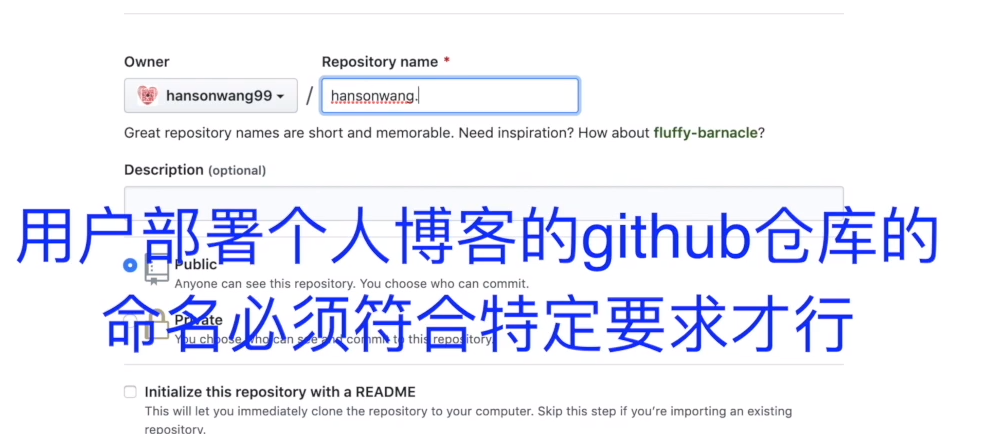 Owner
Repository name *
hansonwang99 / hansonwang.
Great repository names are short and memorable. Need inspiration? How about fluffy-barnacle?
Description (optional)
用户部署个人博客的github仓库的
Public
Anyone can see this repository. You choose who can commit.
命名必须符合特定要求才行
Private
You choose who can see and commit to this repository.
Initialize this repository with a README
This will let you immediately clone the repository to your computer. Skip this step if you’re importing an existing
repository.